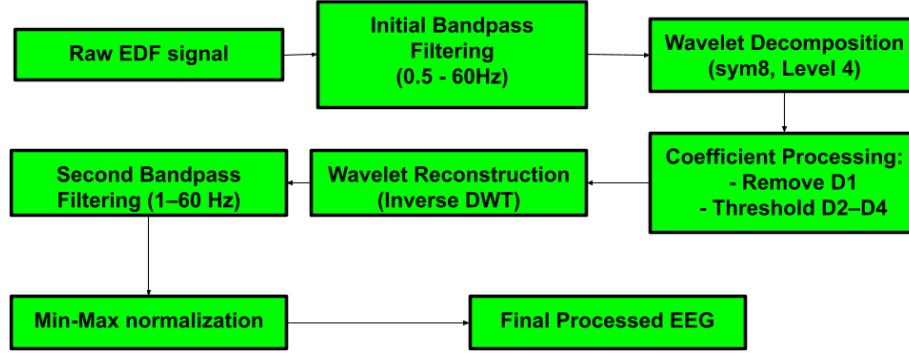 Raw EDF signal
Initial Bandpass
Filtering
(0.5 - 60Hz)
Wavelet Decomposition
(sym8, Level 4)
Coefficient Processing:
- Remove D1
- Threshold D2–D4
Wavelet Reconstruction
(Inverse DWT)
Second Bandpass
Filtering (1–60 Hz)
Min-Max normalization
Final Processed EEG